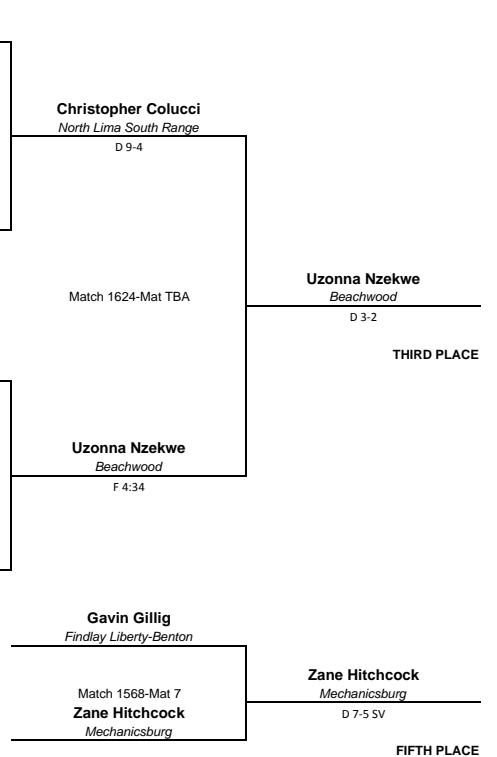 Christopher Colucci
North Lima South Range
D 9-4
Match 1624-Mat TBA
Uzonna Nzekwe
Beachwood
D 3-2
THIRD PLACE
Uzonna Nzekwe
Beachwood
F 4:34
Gavin Gillig
Findlay Liberty-Benton
Match 1568-Mat 7
Zane Hitchcock
Mechanicsburg
Zane Hitchcock
Mechanicsburg
D 7-5 SV
FIFTH PLACE